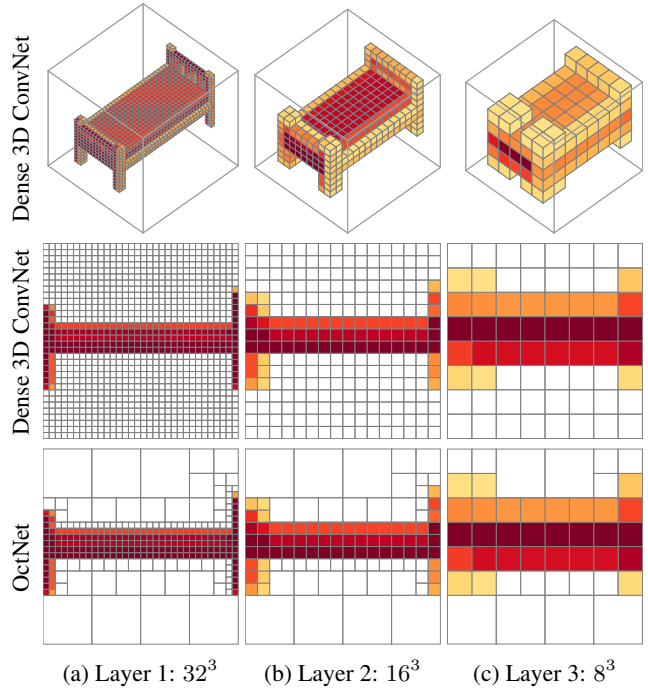 Dense 3D ConvNet
Dense 3D ConvNet
OctNet
(a) Layer 1: 32³ (b) Layer 2: 16³ (c) Layer 3: 8³